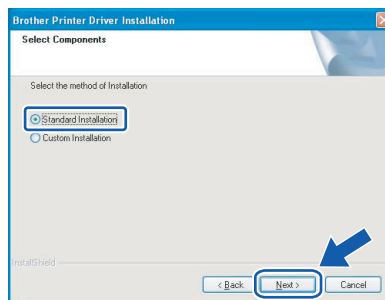 Brother Printer Driver Installation
Select Components
Select the method of Installation
Standard Installation
Custom Installation
InstallShield
< Back
Next >
Cancel